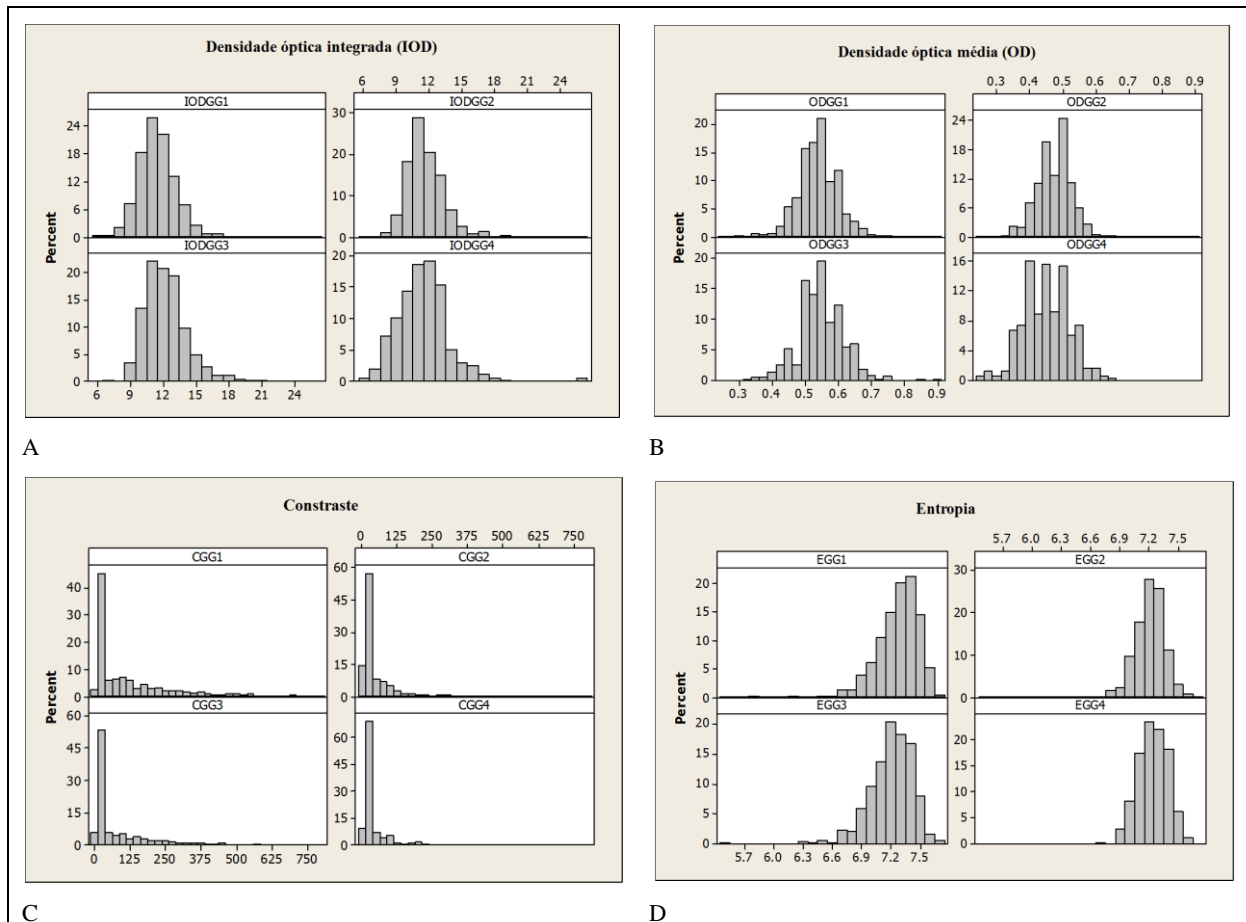 Densidade óptica integrada (IOD)
6 9 12 15 18 21 24
IODGG1
IODGG2
24
18
12
6
0
30
20
10
0
IODGG3
IODGG4
20
15
10
5
0
20
15
10
5
0
6 9 12 15 18 21 24
Percent
A
Densidade óptica média (OD)
0.3 0.4 0.5 0.6 0.7 0.8 0.9
ODGG1
ODGG2
20
15
10
5
0
24
18
12
6
0
ODGG3
ODGG4
20
15
10
5
0
16
12
8
4
0
0.3 0.4 0.5 0.6 0.7 0.8 0.9
Percent
B
Constraste
0 125 250 375 500 625 750
CGG1
CGG2
40
30
20
10
0
60
45
30
15
0
CGG3
CGG4
60
45
30
15
0
60
40
20
0
0 125 250 375 500 625 750
Percent
C
Entropia
5.7 6.0 6.3 6.6 6.9 7.2 7.5
EGG1
EGG2
20
15
10
5
0
30
20
10
0
EGG3
EGG4
20
15
10
5
0
20
15
10
5
0
5.7 6.0 6.3 6.6 6.9 7.2 7.5
Percent
D